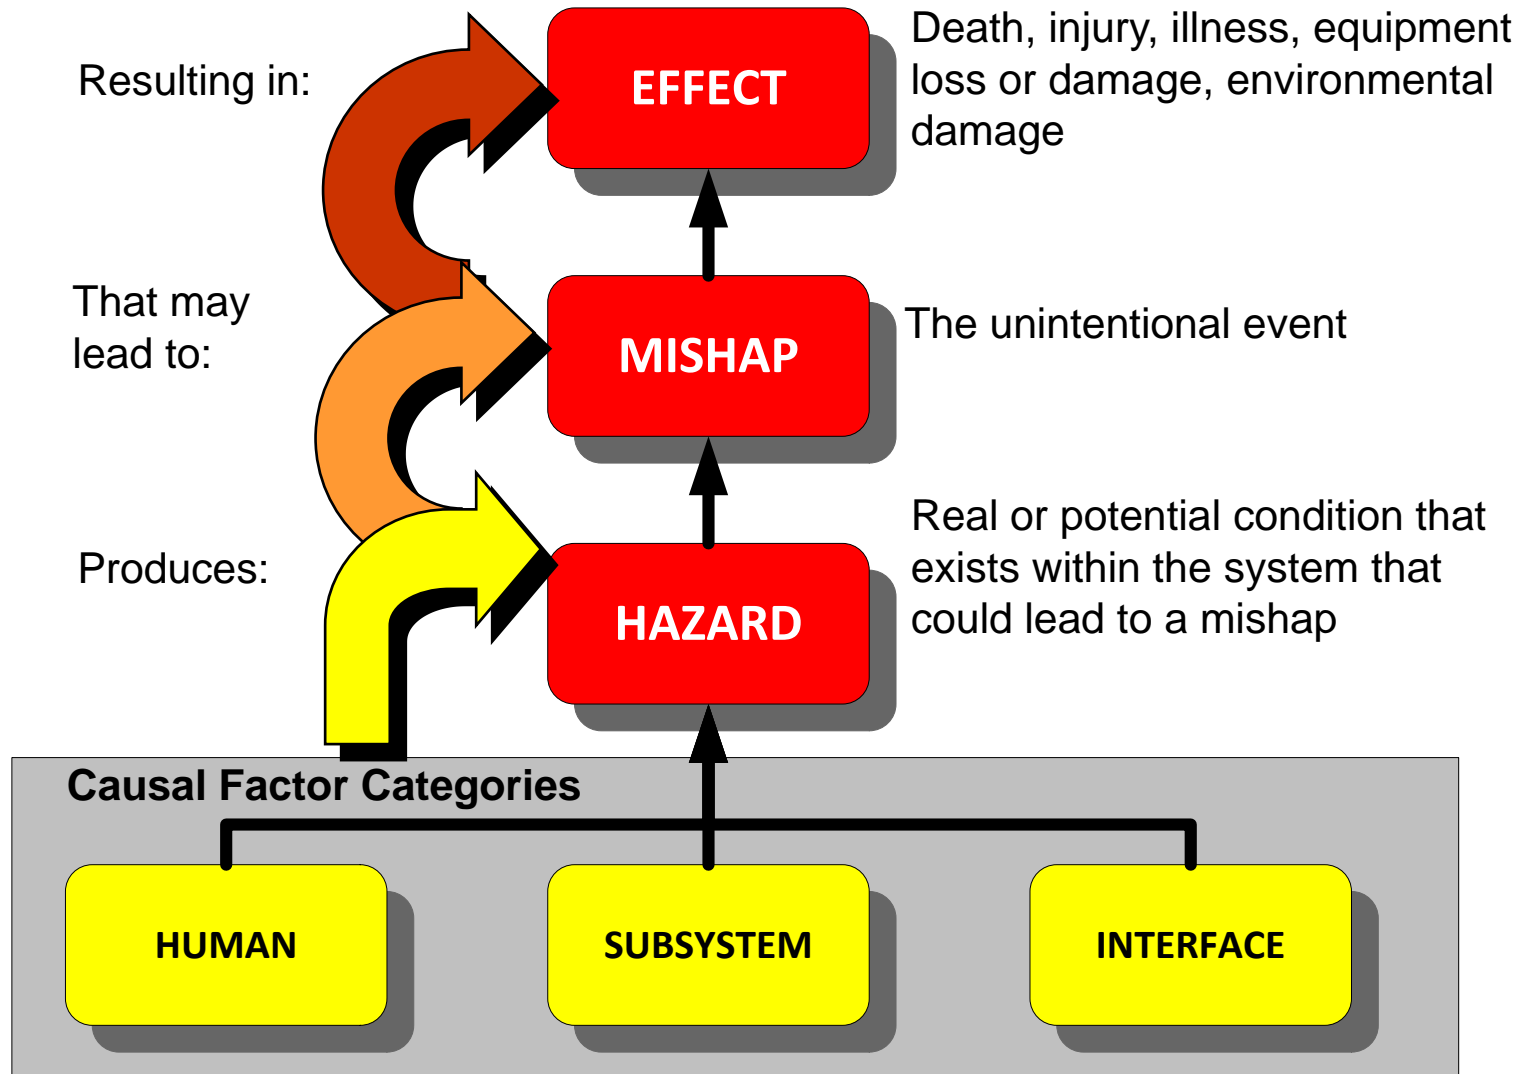 Resulting in:
EFFECT
Death, injury, illness, equipment
loss or damage, environmental
damage
That may
lead to:
MISHAP
The unintentional event
Produces:
HAZARD
Real or potential condition that
exists within the system that
could lead to a mishap
Causal Factor Categories
HUMAN
SUBSYSTEM
INTERFACE